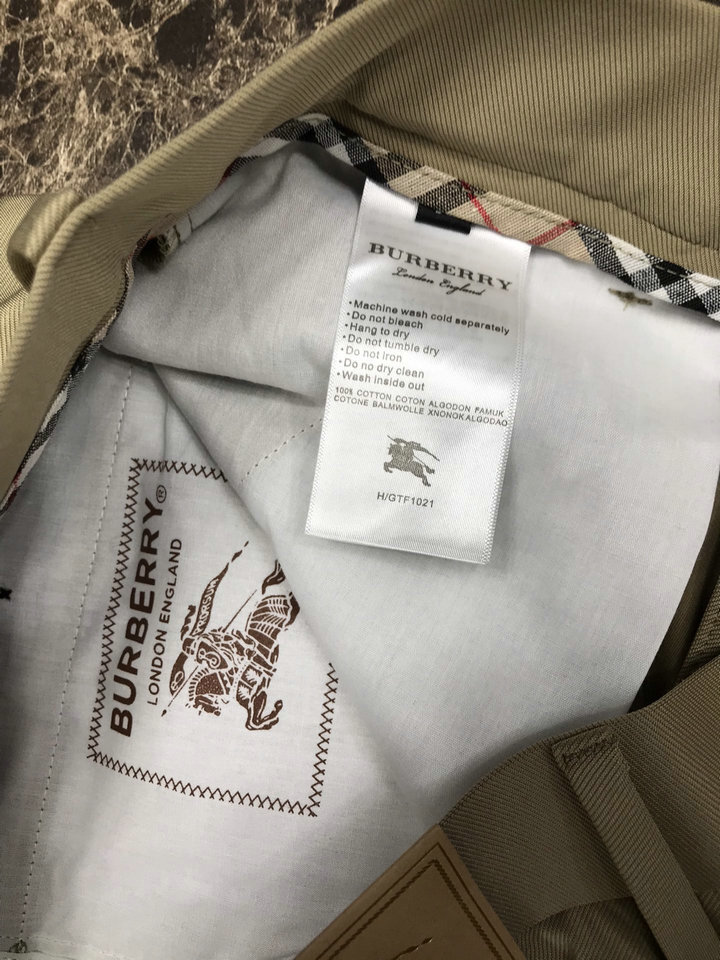 BURBERRY
London England
•Machine wash cold separately
•Do not bleach
•Hang to dry
•Do not tumble dry
•Do not iron
•Do no dry clean
•Wash inside out
100% COTTON COTON ALGODON PAMUK
COTONE BALMWOLLE XNONOKALGODAO
H/GTF1021
BURBERRY®
LONDON ENGLAND
PRORSUM